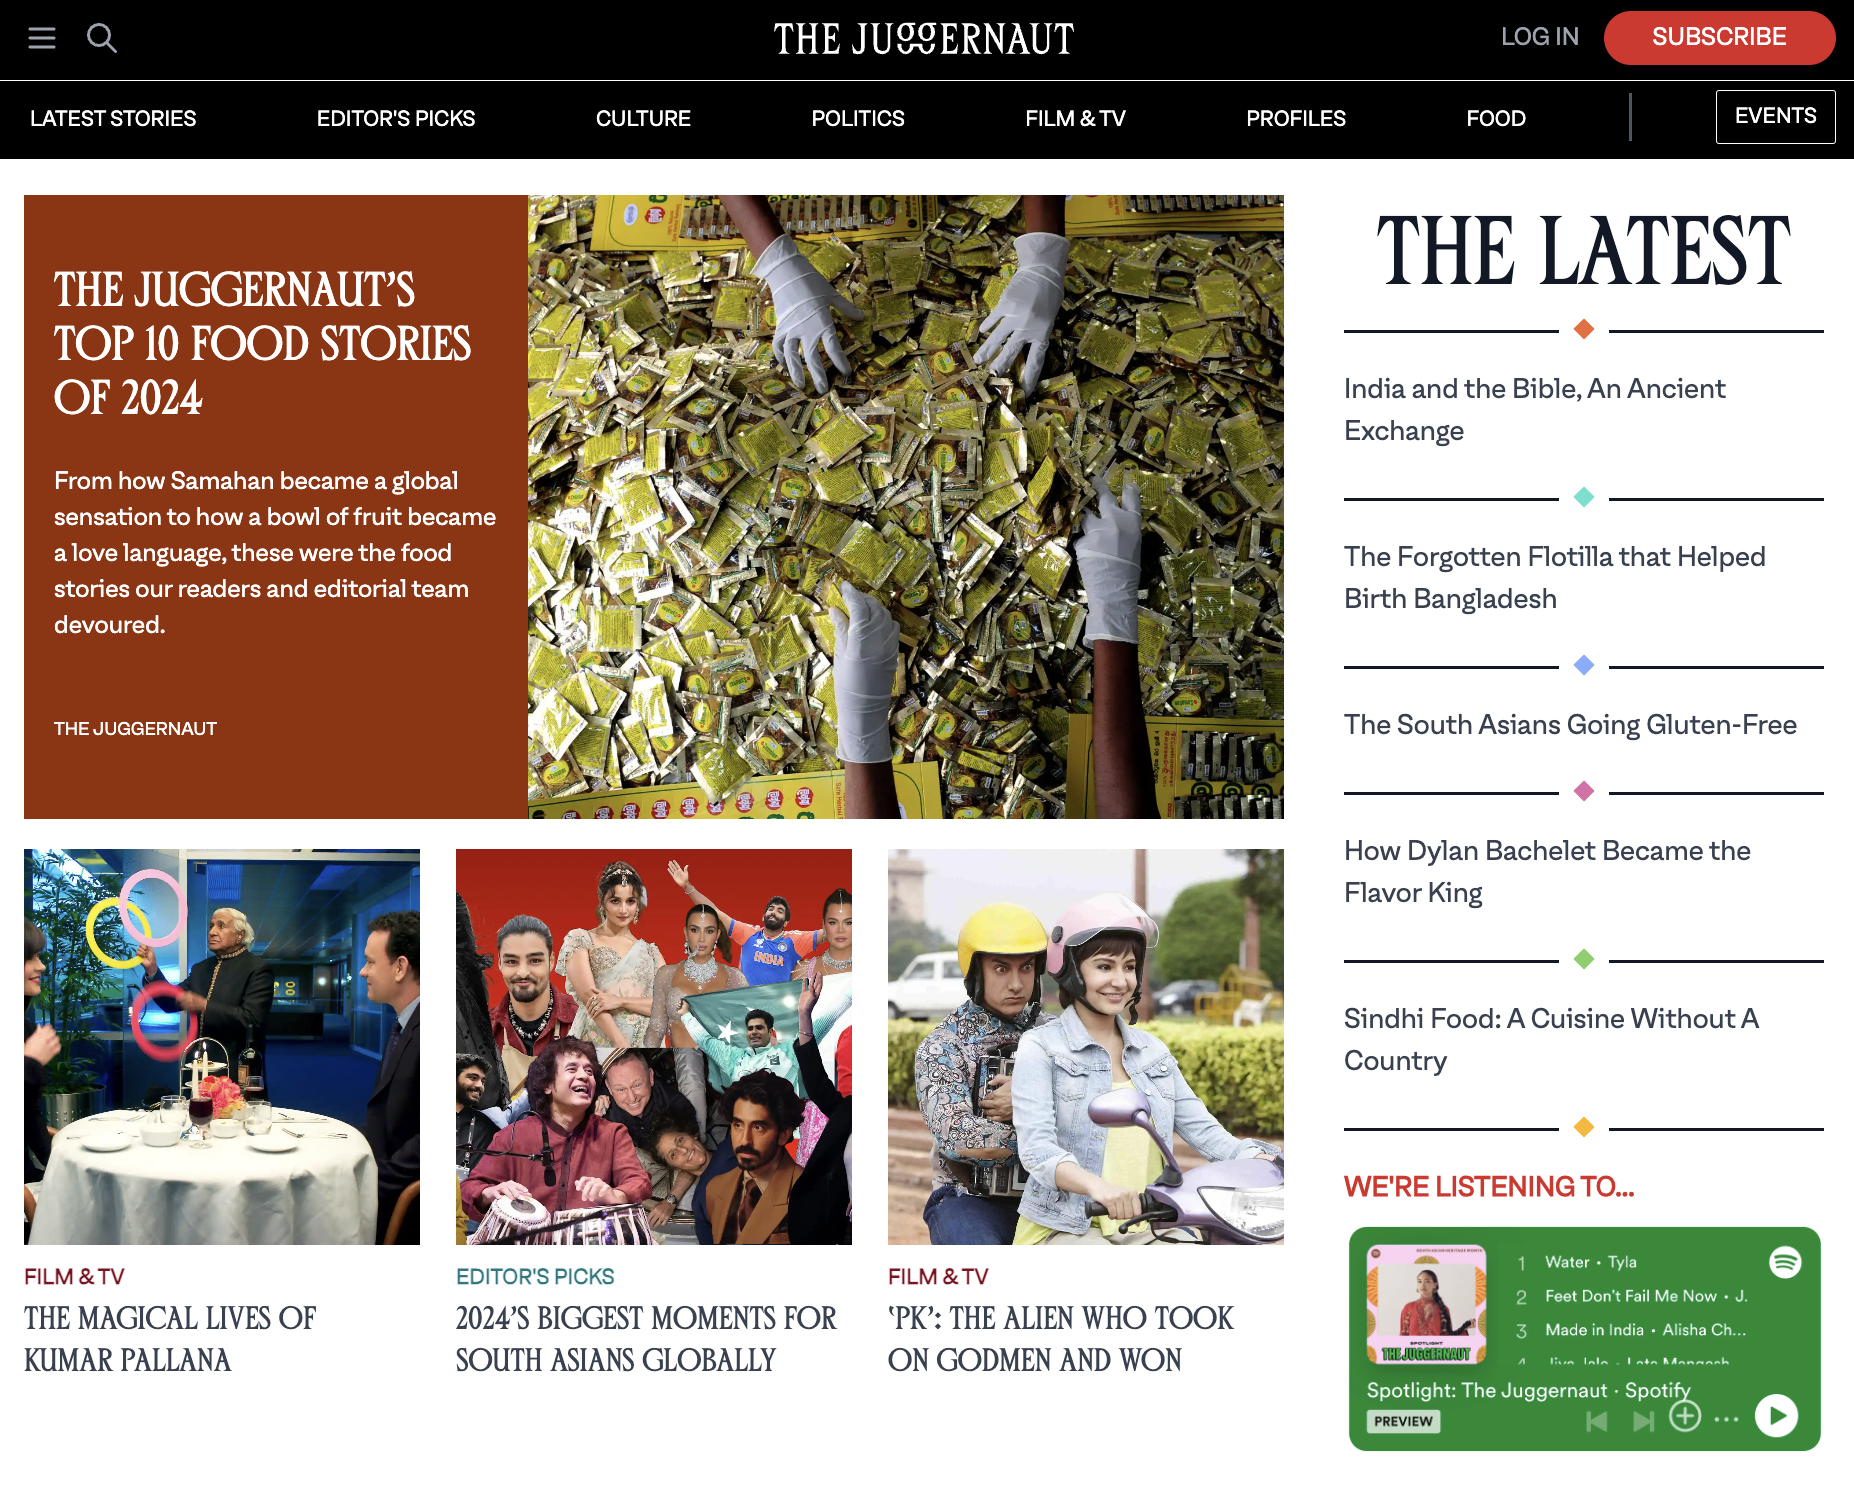 THE JUGGERNAUT
LOG IN
SUBSCRIBE
LATEST STORIES
EDITOR'S PICKS
CULTURE
POLITICS
FILM & TV
PROFILES
FOOD
EVENTS
THE JUGGERNAUT’S
TOP 10 FOOD STORIES
OF 2024
From how Samahan became a global
sensation to how a bowl of fruit became
a love language, these were the food
stories our readers and editorial team
devoured.
THE JUGGERNAUT
FILM & TV
THE MAGICAL LIVES OF
KUMAR PALLANA
INDIA
EDITOR'S PICKS
2024’S BIGGEST MOMENTS FOR
SOUTH ASIANS GLOBALLY
FILM & TV
‘PK’: THE ALIEN WHO TOOK
ON GODMEN AND WON
THE LATEST
India and the Bible, An Ancient
Exchange
The Forgotten Flotilla that Helped
Birth Bangladesh
The South Asians Going Gluten-Free
How Dylan Bachelet Became the
Flavor King
Sindhi Food: A Cuisine Without A
Country
WE'RE LISTENING TO...
SOUTH ASIAN HERITAGE MONTH
SPOTLIGHT
THE JUGGERNAUT
1 Water • Tyla
2 Feet Don't Fail Me Now • J.
3 Made in India • Alisha Ch...
Spotlight: The Juggernaut · Spotify
PREVIEW